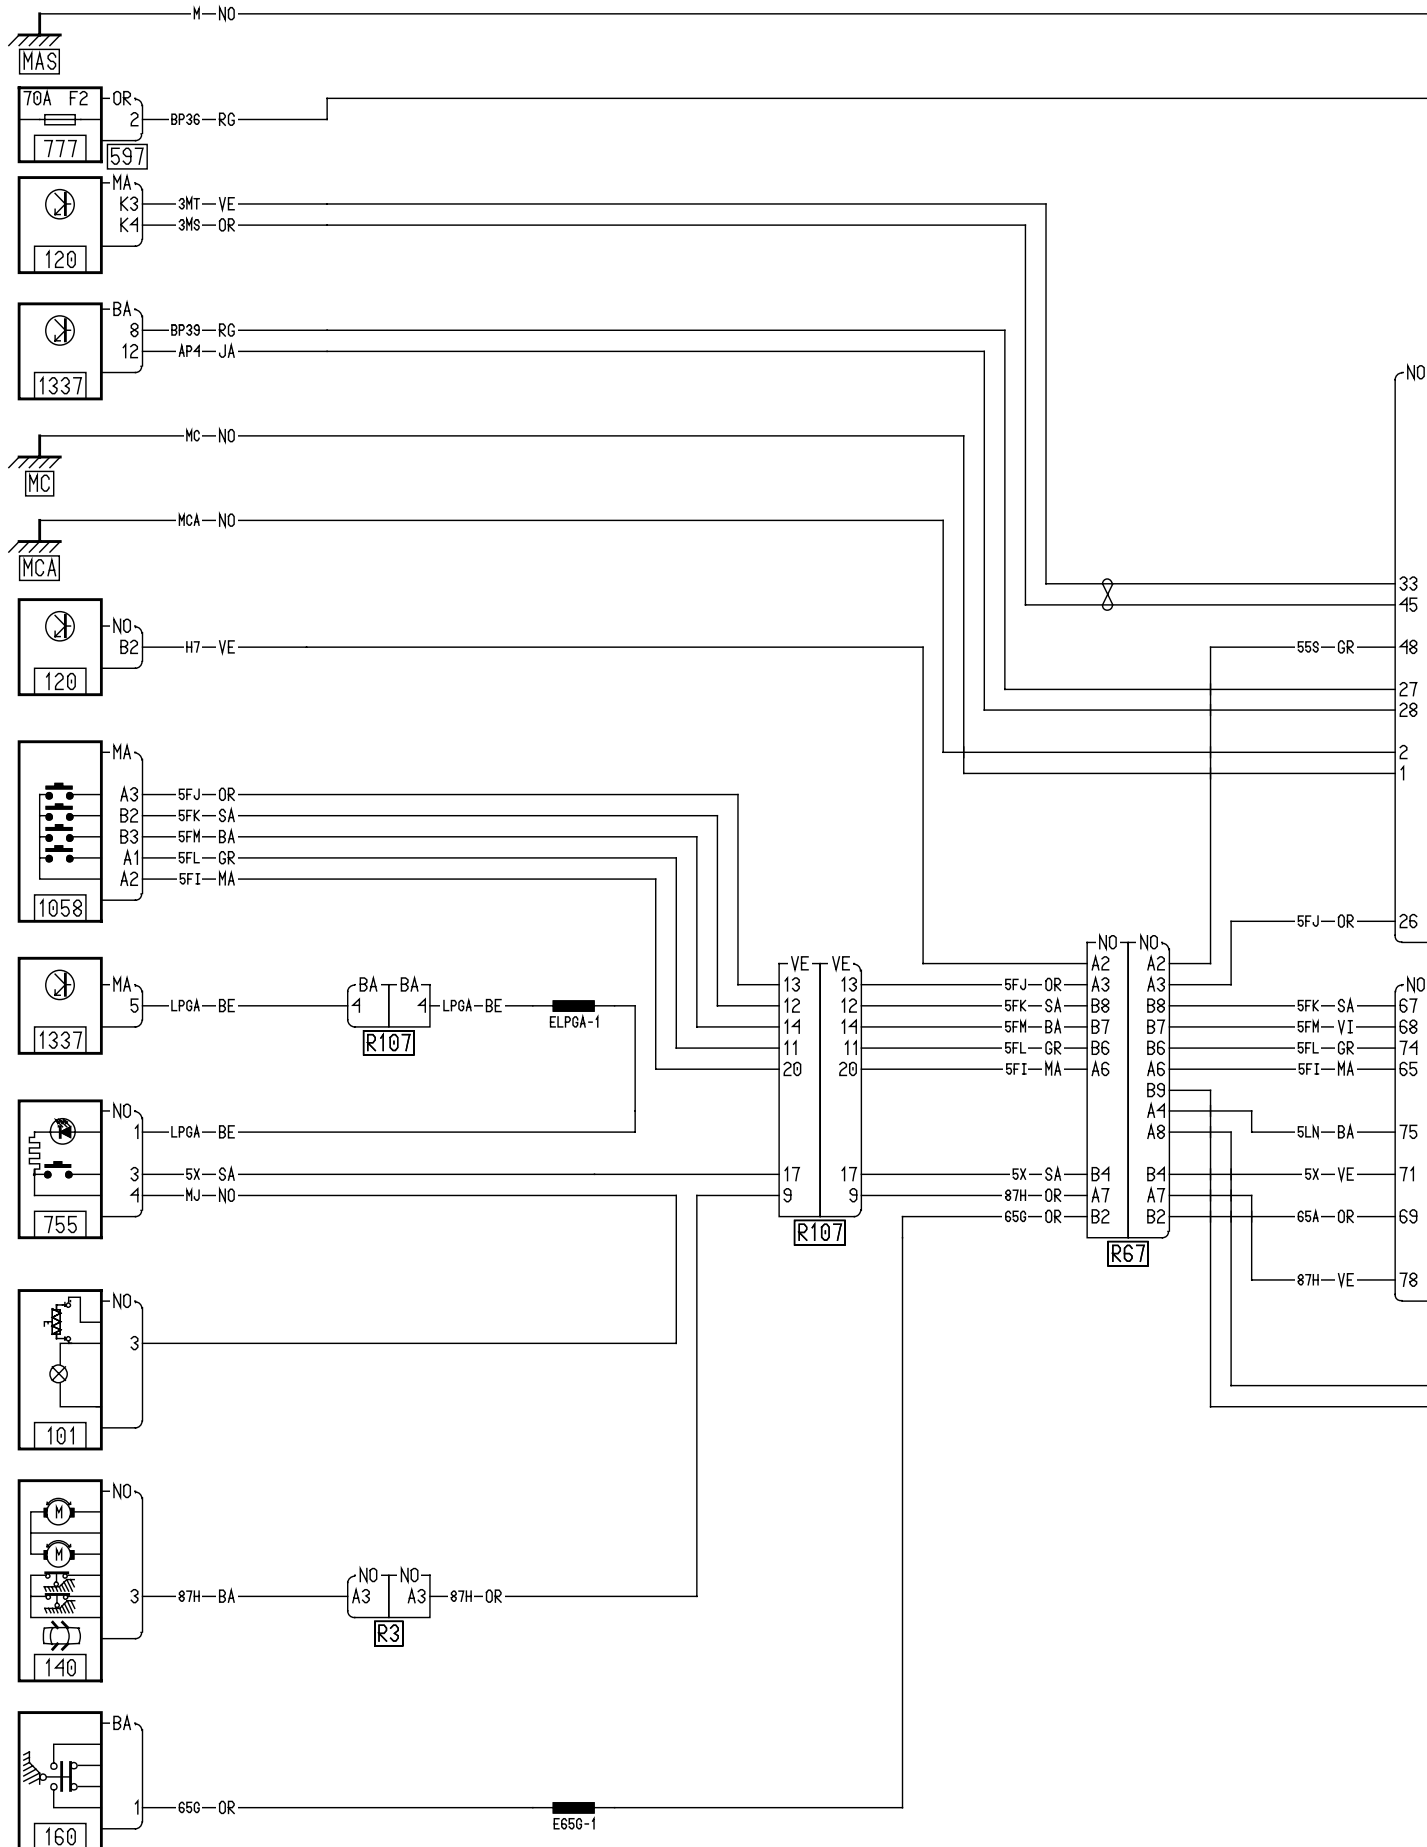 M NO
MAS
70A F2 OR
2 BP36 RG
777 597
MA
K3 3MT VE
K4 3MS OR
120
BA
8 BP39 RG
12 AP4 JA
1337
NO
MC NO
MC
MCA NO
MCA
33
45
NO
B2 H7 VE 55S GR 48
120
27
28
2
1
MA
A3 5FJ OR
B2 5FK SA
B3 5FM BA
A1 5FL GR
A2 5FI MA
1058
5FJ OR 26
NO NO
VE VE A2 A2
MA BA BA 13 13 5FJ OR A3 A3 NO
5 LPGA BE 4 4 LPGA BE 12 12 5FK SA B8 B8 5FK SA 67
ELPGA-1
14 14 5FM BA B7 B7 5FM VI 68
1337 R107 11 11 5FL GR B6 B6 5FL GR 74
20 20 5FI MA A6 A6 5FI MA 65
B9
NO A4
1 LPGA BE A8 5LN BA 75
3 5X SA 17 17 5X SA B4 B4 5X VE 71
4 MJ NO 9 9 87H OR A7 A7
755 R107 65G OR B2 B2 65A OR 69
R67
87H VE 78
NO
3
101
NO
M
M
NO NO
3 87H BA A3 A3 87H OR
R3
140
BA
1 65G OR
E65G-1
160